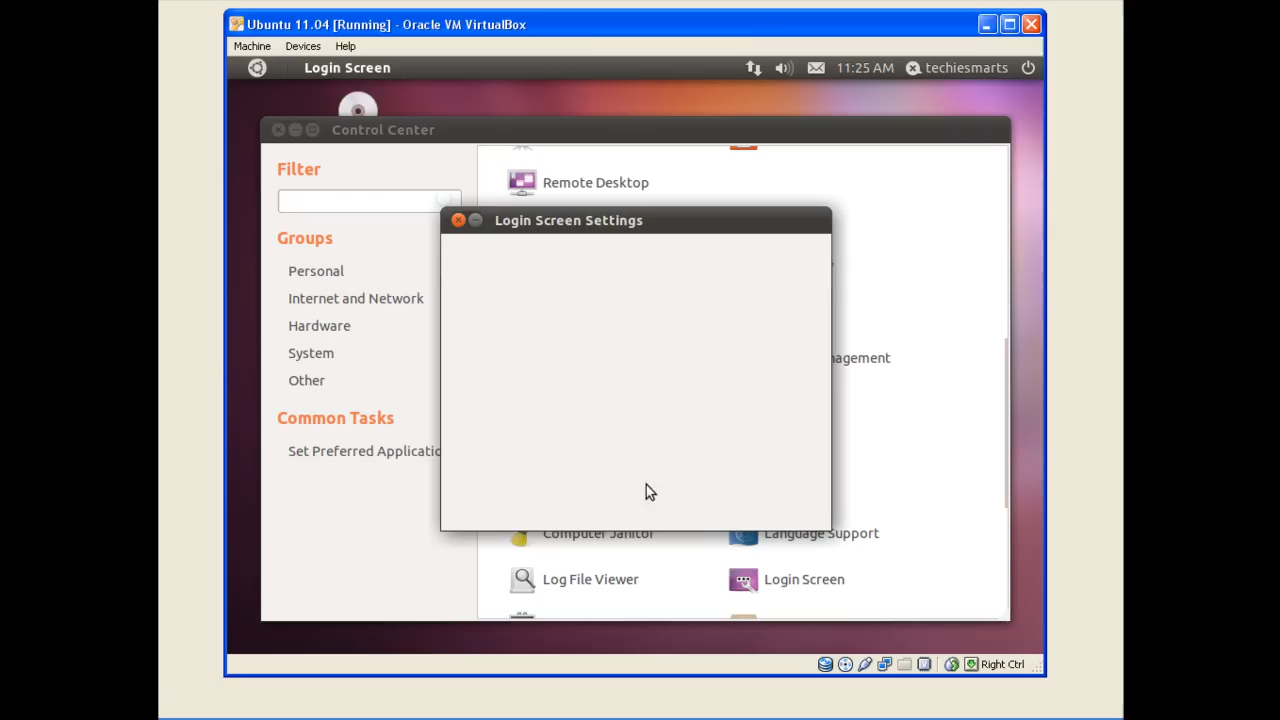 Ubuntu 11.04 [Running] - Oracle VM VirtualBox
Machine Devices Help
Login Screen 11:25 AM techiesmarts
Control Center
Filter
Remote Desktop
Login Screen Settings
Groups
Personal
Internet and Network
Hardware
System
nagement
Other
Common Tasks
Set Preferred Applicatio
Computer Janitor Language Support
Log File Viewer Login Screen
Right Ctrl